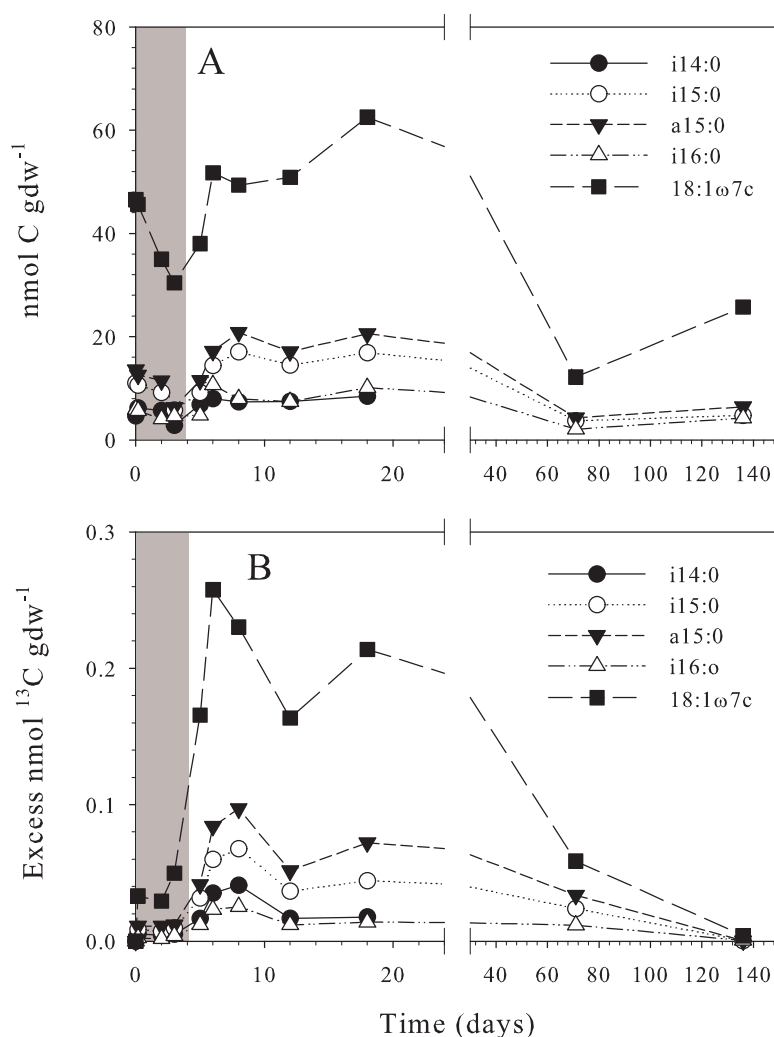 80
60
40
20
0
nmol C gdw⁻¹
A
i14:0
i15:0
a15:0
i16:0
18:1ω7c
0 10 20 40 60 80 100 120 140
0.3
0.2
0.1
0.0
Excess nmol ¹³C gdw⁻¹
B
i14:0
i15:0
a15:0
i16:o
18:1ω7c
0 10 20 40 60 80 100 120 140
Time (days)